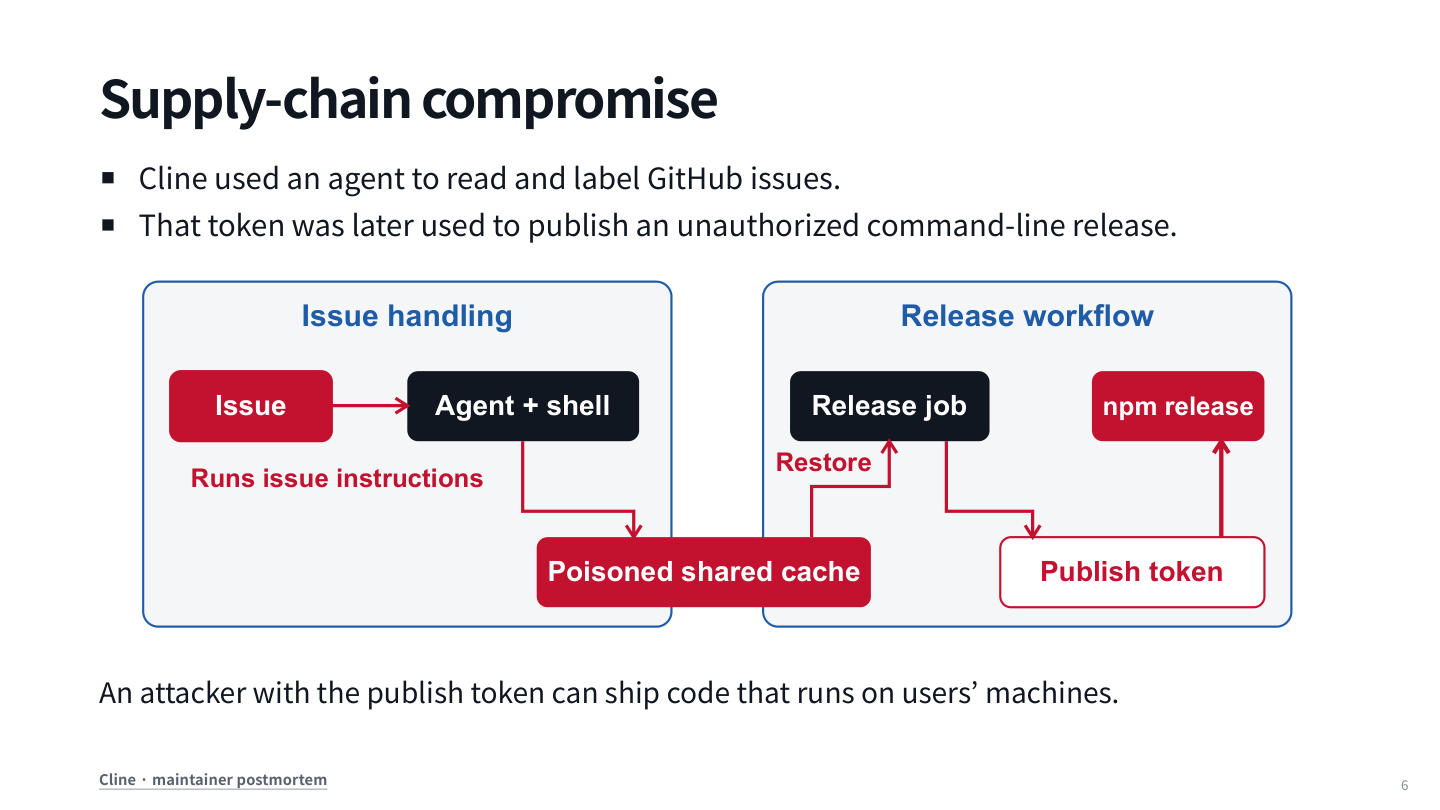 Supply-chain compromise
▪ Cline used an agent to read and label GitHub issues.
▪ That token was later used to publish an unauthorized command-line release.
Issue handling
Issue
Agent + shell
Runs issue instructions
Release workflow
Release job
npm release
Restore
Poisoned shared cache
Publish token
An attacker with the publish token can ship code that runs on users’ machines.
Cline · maintainer postmortem
6